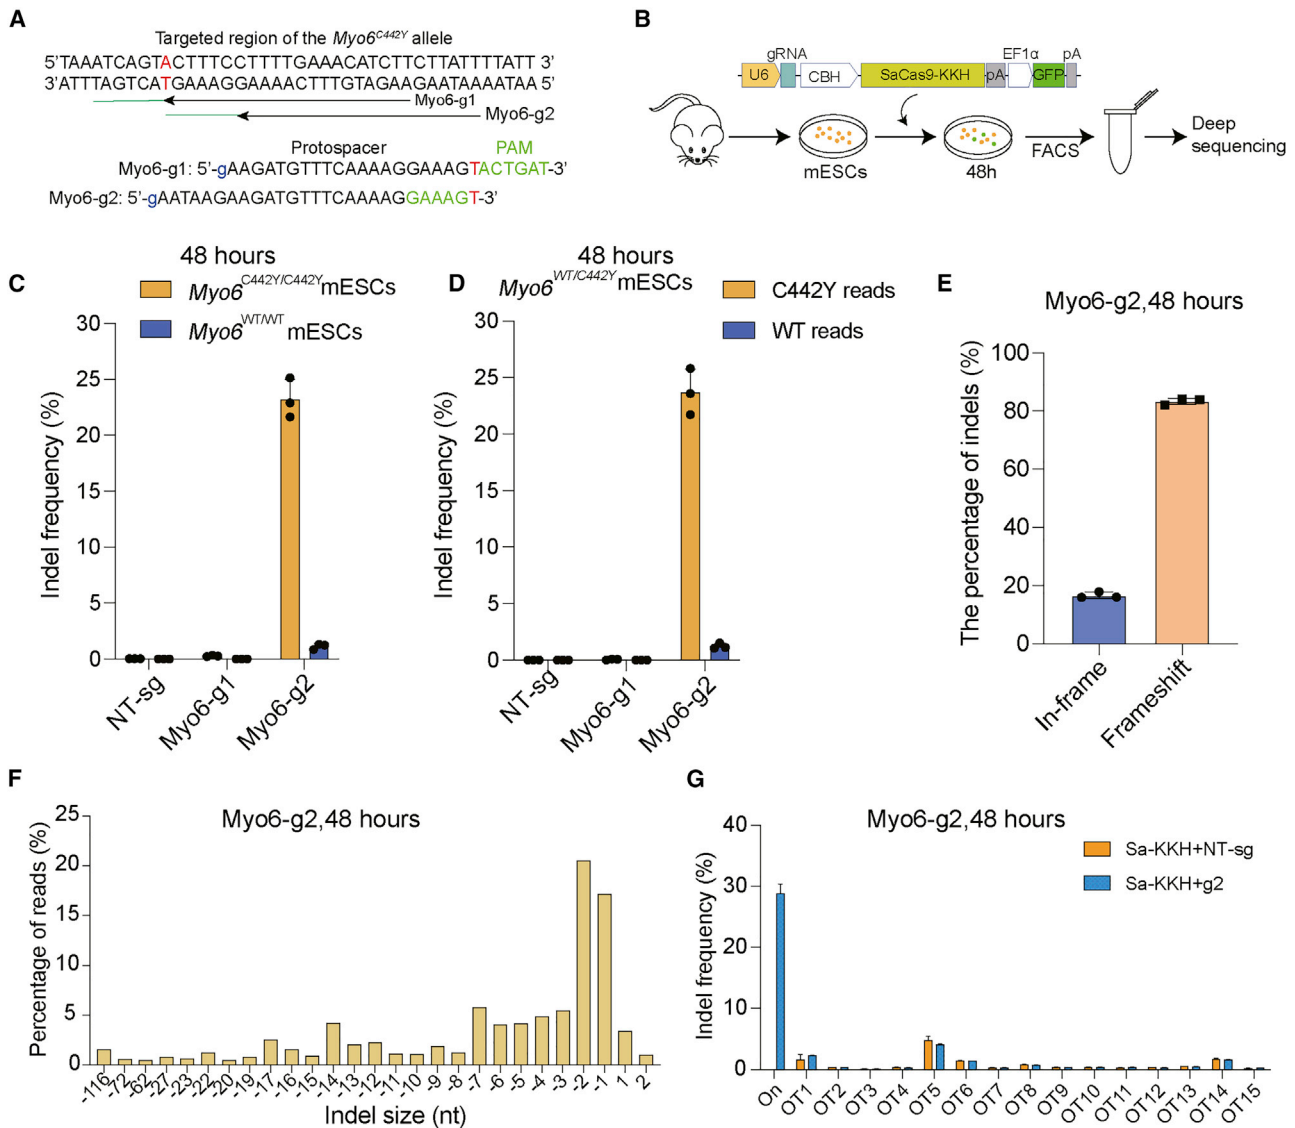 A
Targeted region of the Myo6C442Y allele
5'TAAATCAGTACTTTCCTTTTGAAACATCTTCTTATTTTATT 3'
3'ATTTAGTCATGAAAGGAAAACTTTGTAGAAGAATAAAATAA 5'
Myo6-g1
Myo6-g2
Protospacer PAM
Myo6-g1: 5'-gAAGATGTTTCAAAAGGAAAGTACTGAT-3'
Myo6-g2: 5'-gAATAAGAAGATGTTTCAAAAGGAAAGT-3'
B
gRNA EF1α pA
U6 CBH SaCas9-KKH pA GFP
mESCs 48h FACS
Deep
sequencing
C
48 hours
Myo6C442Y/C442Y mESCs
Myo6WT/WT mESCs
Indel frequency (%)
30
25
20
15
10
5
0
NT-sg Myo6-g1 Myo6-g2
D
48 hours
Myo6WT/C442Y mESCs
C442Y reads
WT reads
Indel frequency (%)
30
25
20
15
10
5
0
NT-sg Myo6-g1 Myo6-g2
E
Myo6-g2,48 hours
The percentage of indels (%)
100
80
60
40
20
0
In-frame Frameshift
F
Myo6-g2,48 hours
Percentage of reads (%)
25
20
15
10
5
0
-116 -72 -62 -27 -23 -22 -20 -19 -17 -16 -15 -14 -13 -12 -11 -10 -9 -8 -7 -6 -5 -4 -3 -2 -1 1 2
Indel size (nt)
G
Myo6-g2,48 hours
Sa-KKH+NT-sg
Sa-KKH+g2
Indel frequency (%)
40
30
20
10
0
On OT1 OT2 OT3 OT4 OT5 OT6 OT7 OT8 OT9 OT10 OT11 OT12 OT13 OT14 OT15